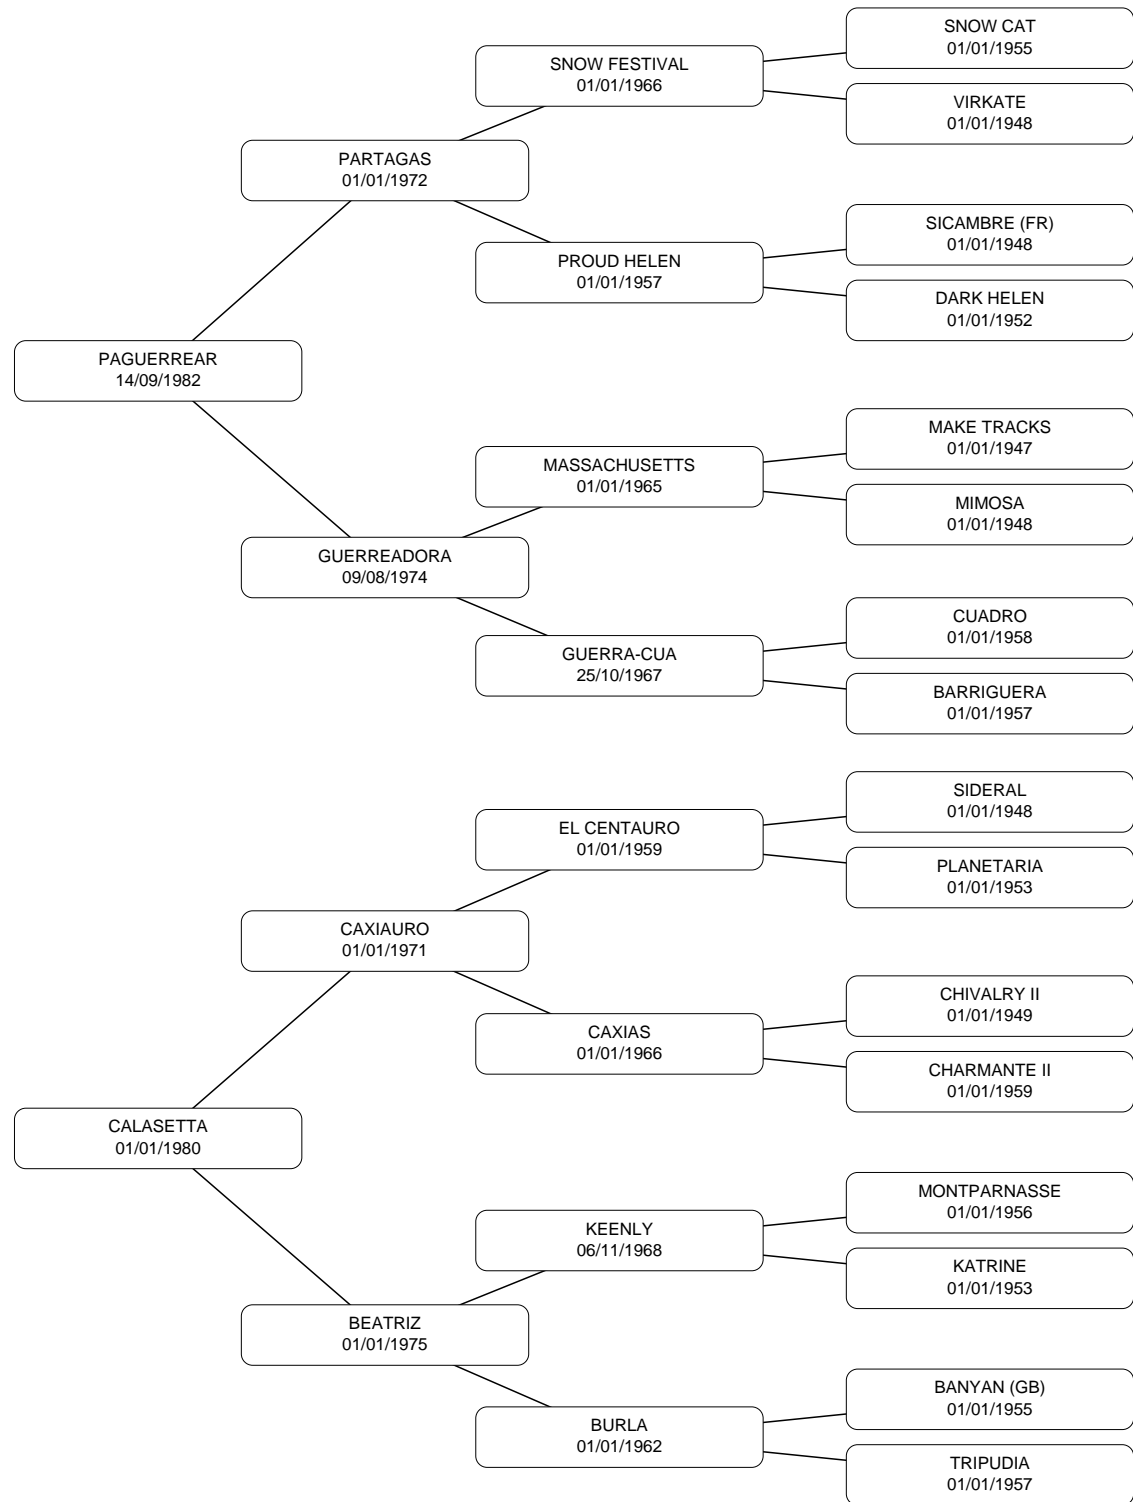 SNOW CAT
01/01/1955
SNOW FESTIVAL
01/01/1966
VIRKATE
01/01/1948
PARTAGAS
01/01/1972
SICAMBRE (FR)
01/01/1948
PROUD HELEN
01/01/1957
DARK HELEN
01/01/1952
PAGUERREAR
14/09/1982
MAKE TRACKS
01/01/1947
MASSACHUSETTS
01/01/1965
MIMOSA
01/01/1948
GUERREADORA
09/08/1974
CUADRO
01/01/1958
GUERRA-CUA
25/10/1967
BARRIGUERA
01/01/1957
SIDERAL
01/01/1948
EL CENTAURO
01/01/1959
PLANETARIA
01/01/1953
CAXIAURO
01/01/1971
CHIVALRY II
01/01/1949
CAXIAS
01/01/1966
CHARMANTE II
01/01/1959
CALASETTA
01/01/1980
MONTPARNASSE
01/01/1956
KEENLY
06/11/1968
KATRINE
01/01/1953
BEATRIZ
01/01/1975
BANYAN (GB)
01/01/1955
BURLA
01/01/1962
TRIPUDIA
01/01/1957